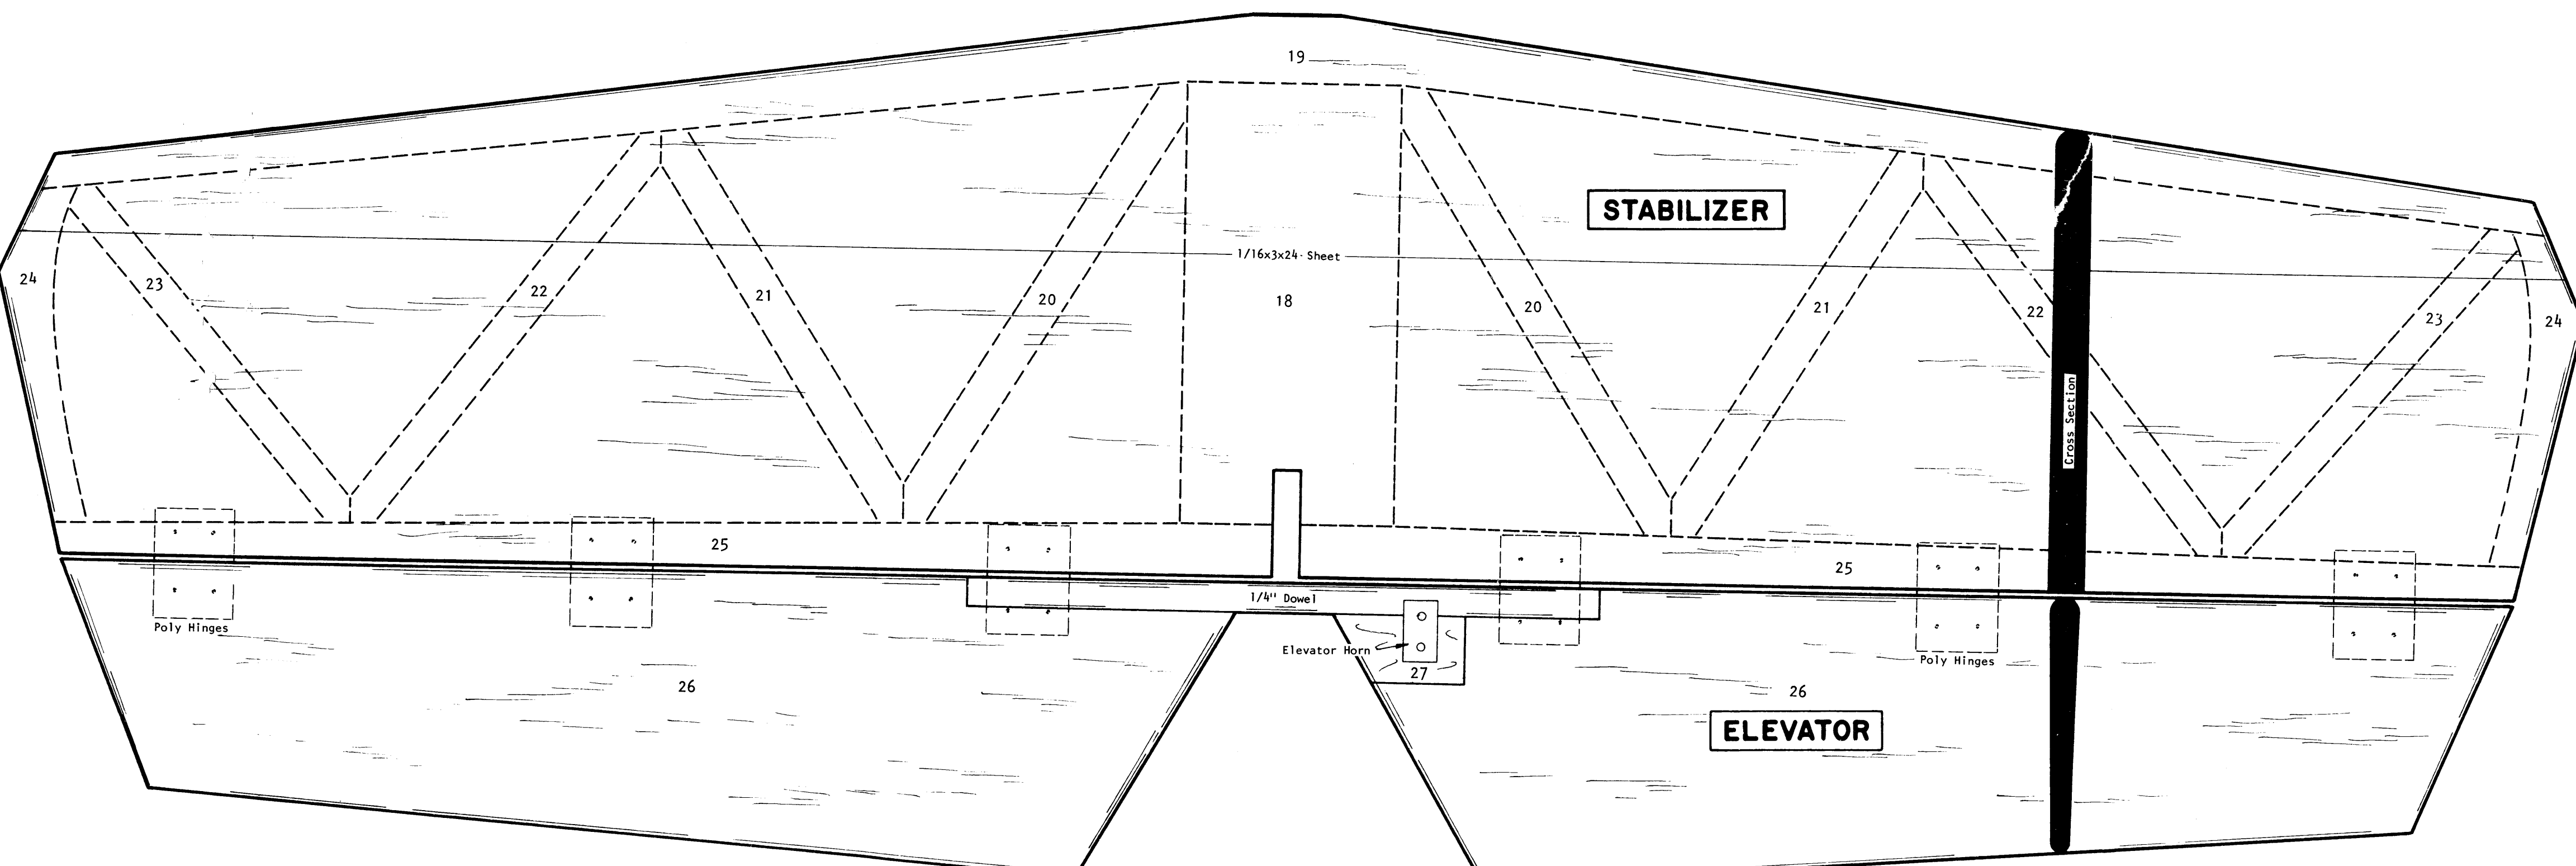 19
STABILIZER
1/16x3x24 Sheet
24
23
22
21
20
18
20
21
22
23
24
Cross Section
25
25
1/4" Dowel
Poly Hinges
Elevator Horn
27
Poly Hinges
26
26
ELEVATOR